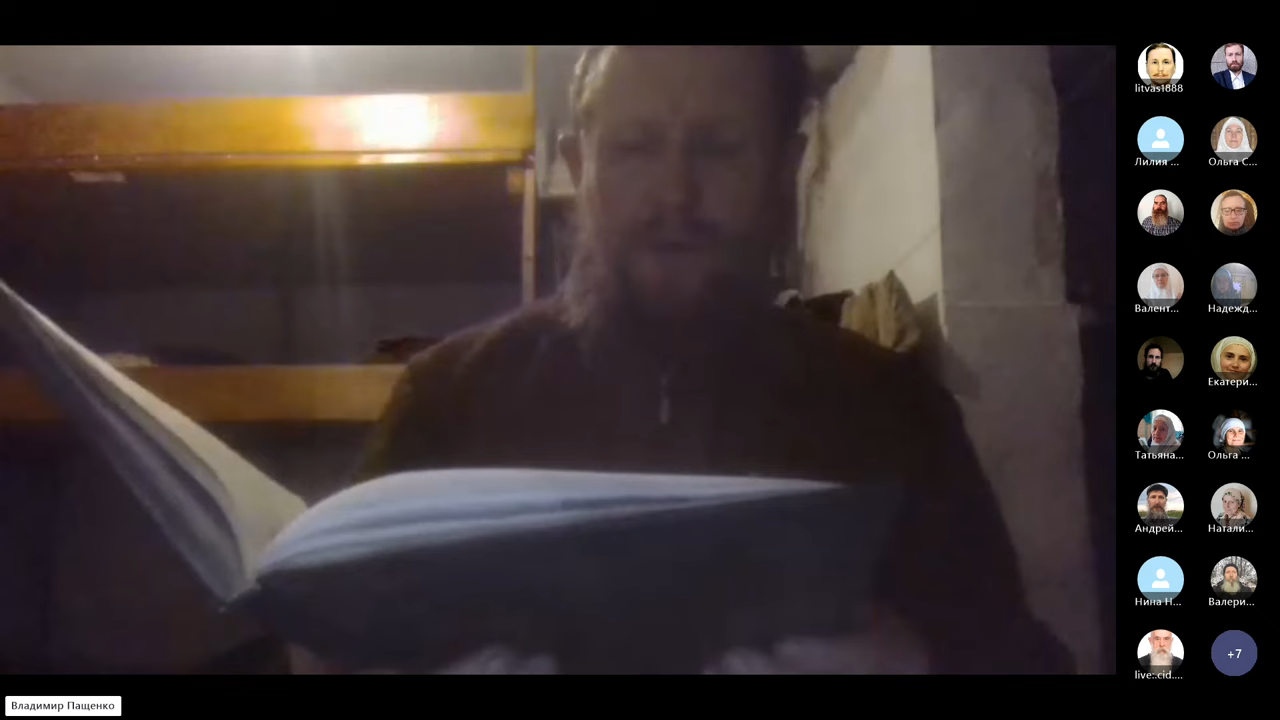 litvas1888
Лилия ...
Ольга С...
Валент...
Надежд...
Екатери...
Татьяна...
Ольга ...
Андрей...
Натали...
Нина Н...
Валери...
live:.cid....
+7
Владимир Пащенко